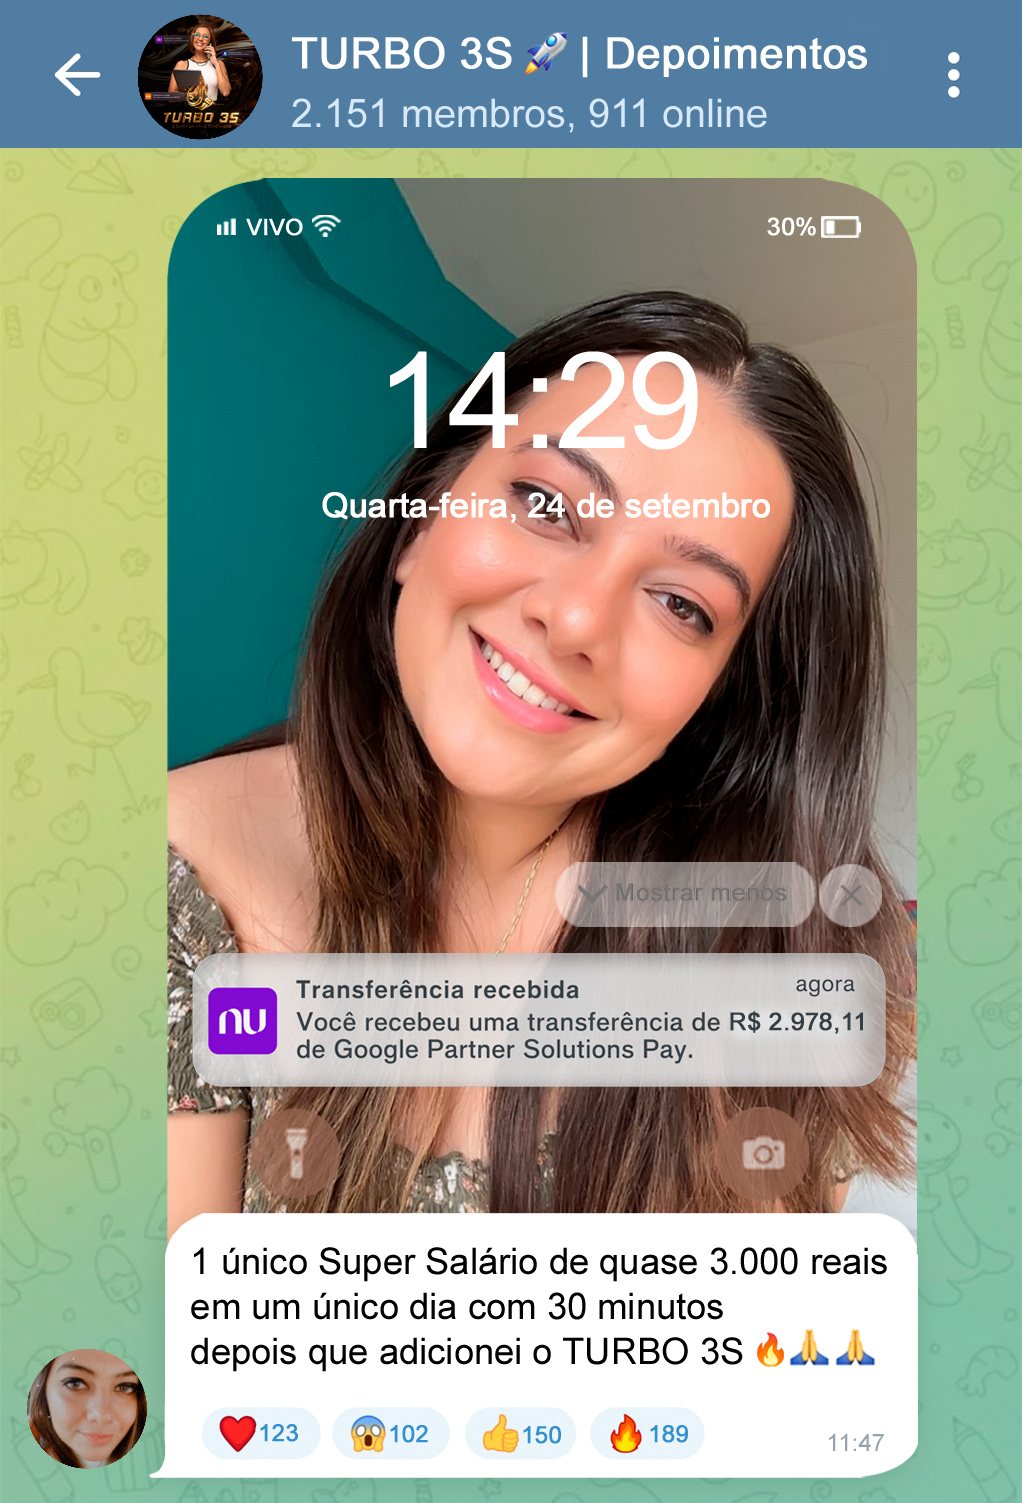 TURBO 3S 🚀 | Depoimentos
2.151 membros, 911 online
TURBO 3S
VIVO
30%
14:29
Quarta-feira, 24 de setembro
Mostrar menos
Transferência recebida
agora
nu
Você recebeu uma transferência de R$ 2.978,11
de Google Partner Solutions Pay.
1 único Super Salário de quase 3.000 reais
em um único dia com 30 minutos
depois que adicionei o TURBO 3S 🔥🙏🙏
❤️123 😱102 👍150 🔥189
11:47